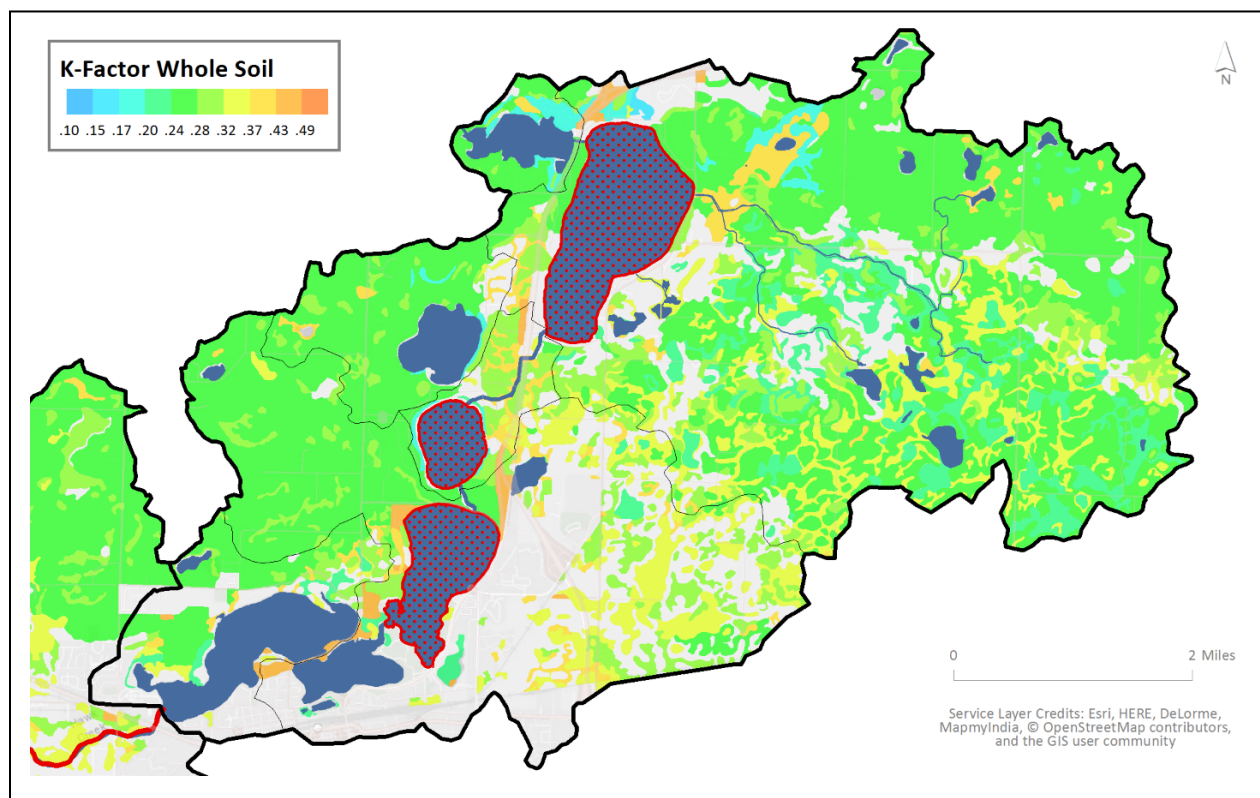 K-Factor Whole Soil
.10 .15 .17 .20 .24 .28 .32 .37 .43 .49
N
0 2 Miles
Service Layer Credits: Esri, HERE, DeLorme,
MapmyIndia, © OpenStreetMap contributors,
and the GIS user community